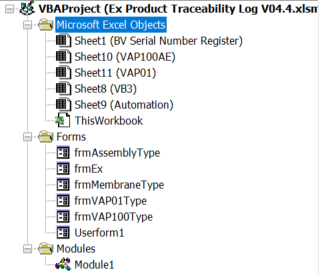 VBAProject (Ex Product Traceability Log V04.4.xlsm
Microsoft Excel Objects
Sheet1 (BV Serial Number Register)
Sheet10 (VAP100AE)
Sheet11 (VAP01)
Sheet8 (VB3)
Sheet9 (Automation)
ThisWorkbook
Forms
frmAssemblyType
frmEx
frmMembraneType
frmVAP01Type
frmVAP100Type
Userform1
Modules
Module1